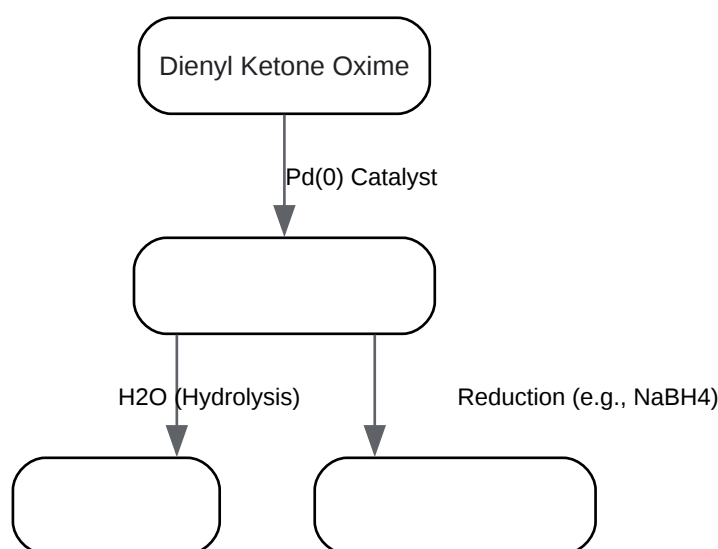 Dienyl Ketone Oxime
Pd(0) Catalyst
H2O (Hydrolysis)
Reduction (e.g., NaBH4)